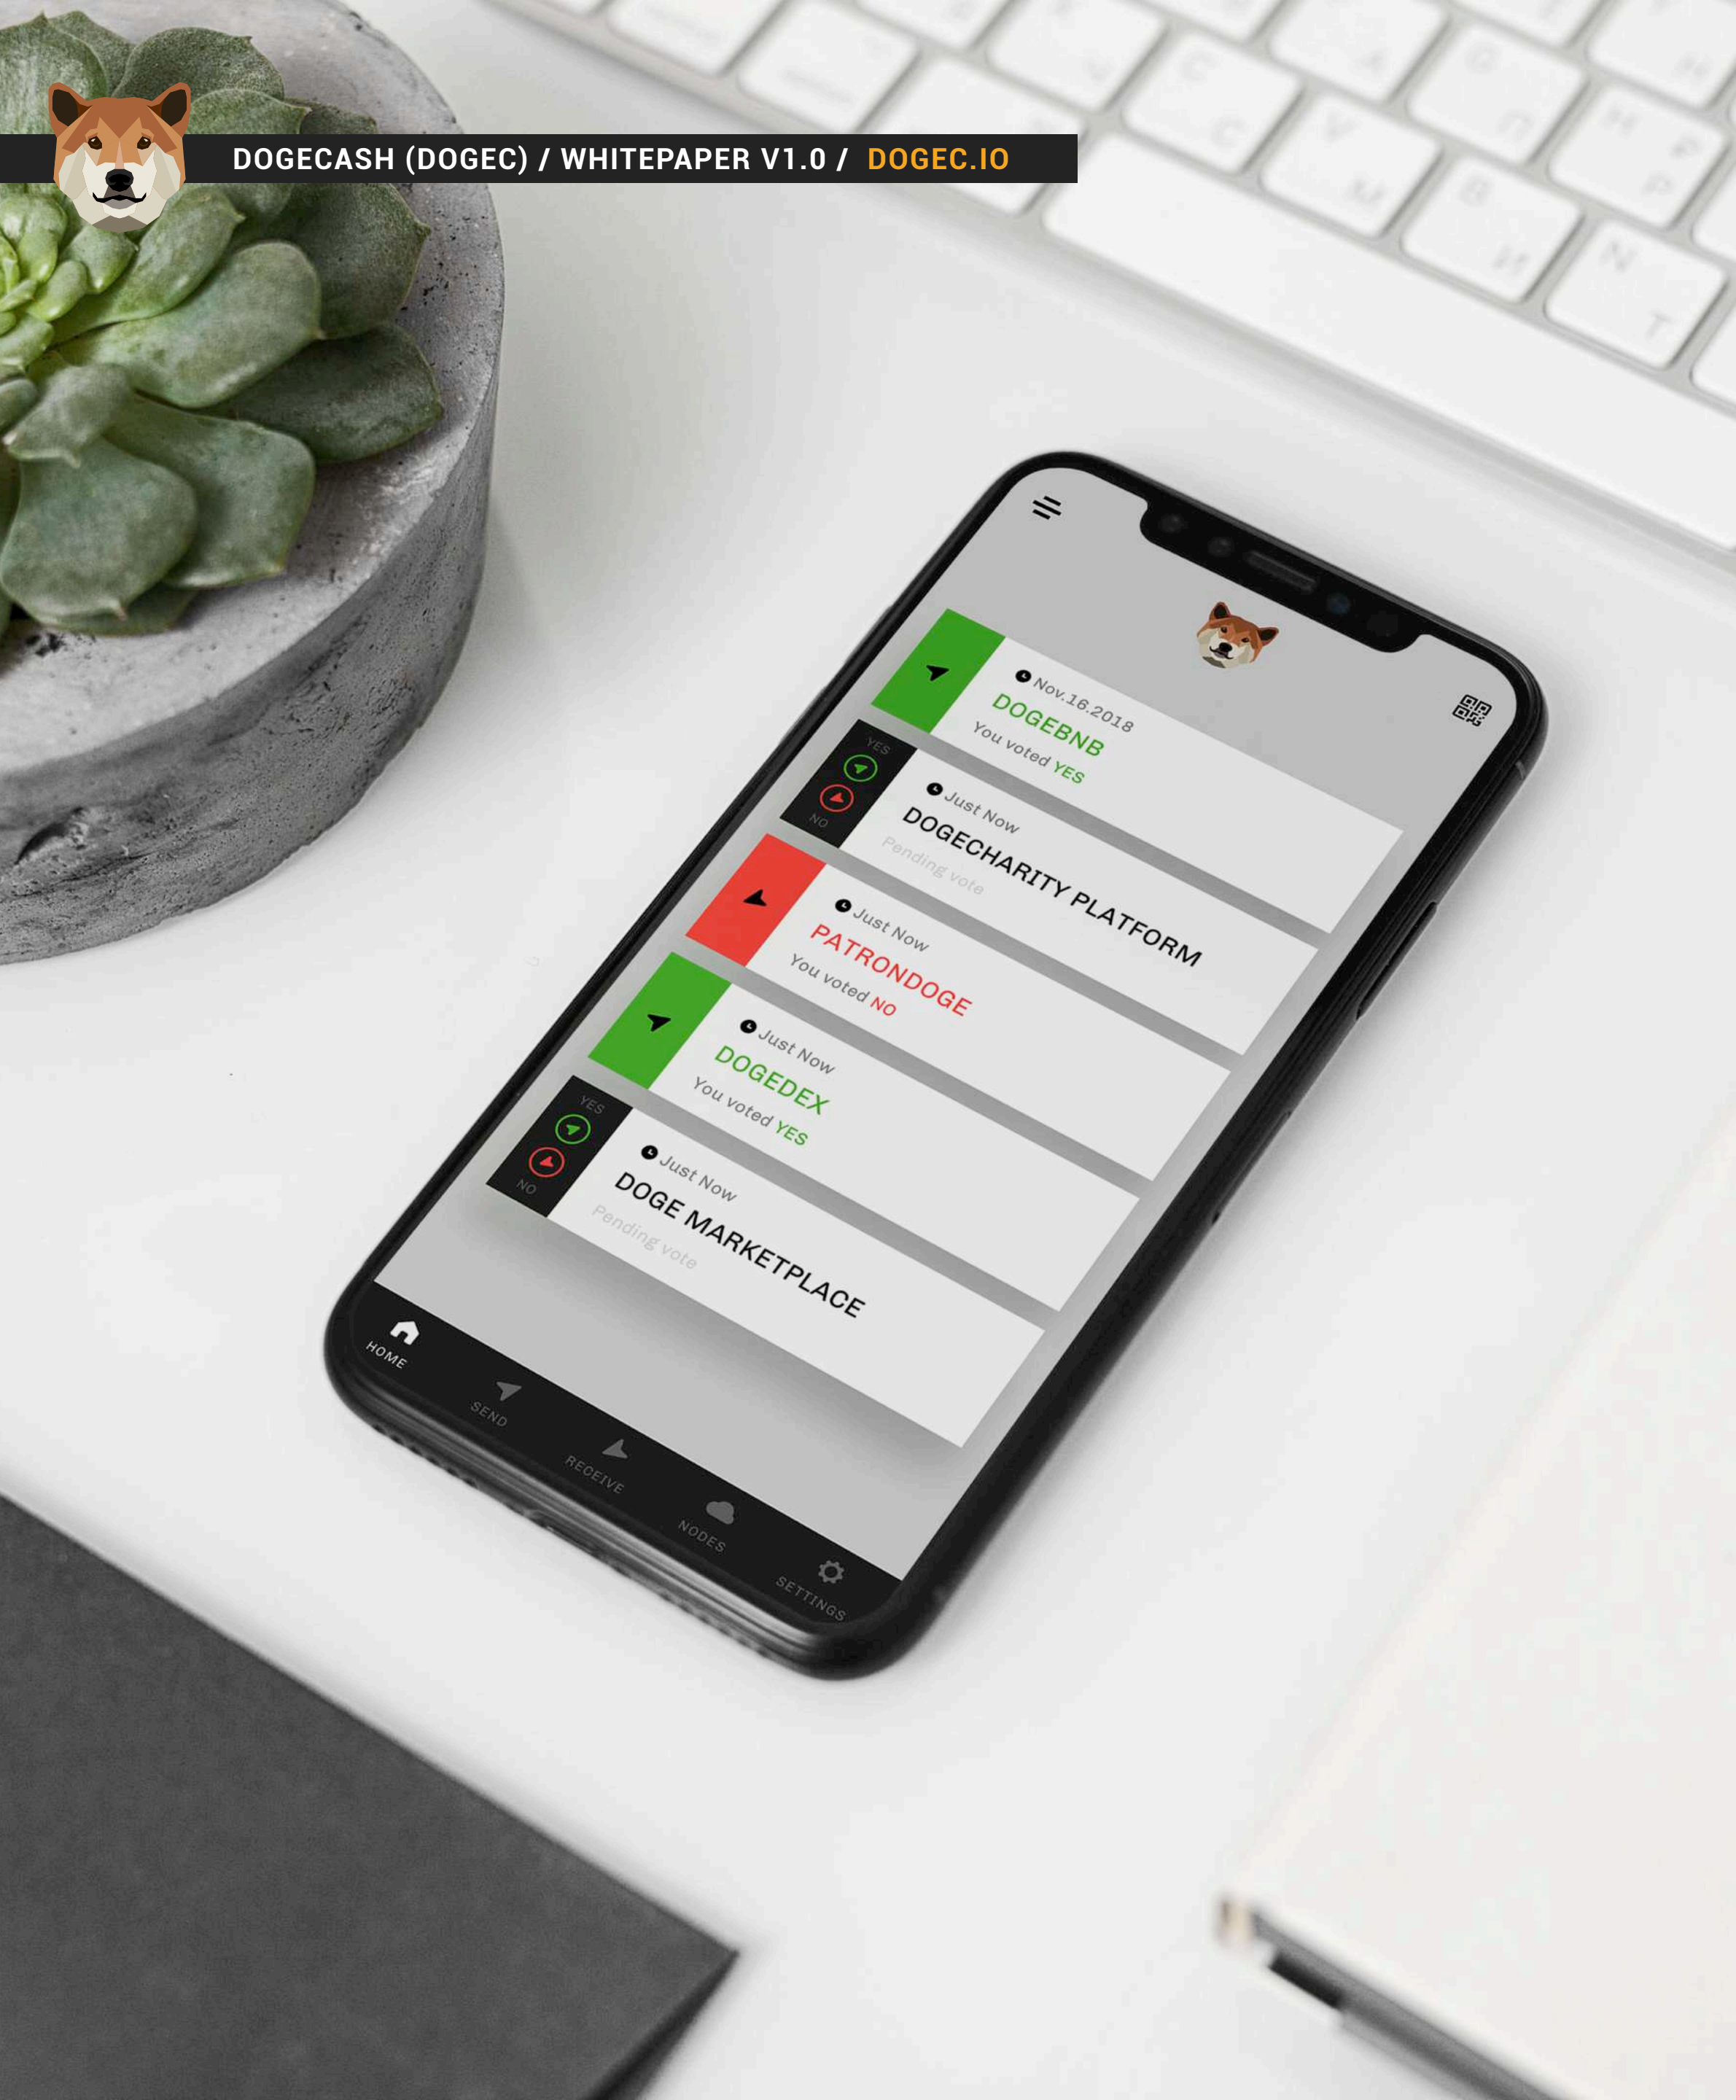 DOGECASH (DOGEC) / WHITEPAPER V1.0 / DOGEC.IO
Nov.16.2018
DOGEBNB
You voted YES
YES
NO
Just Now
DOGECHARITY PLATFORM
Pending vote
Just Now
PATRONDOGE
You voted NO
Just Now
DOGEDEX
You voted YES
YES
NO
Just Now
DOGE MARKETPLACE
Pending vote
HOME
SEND
RECEIVE
NODES
SETTINGS